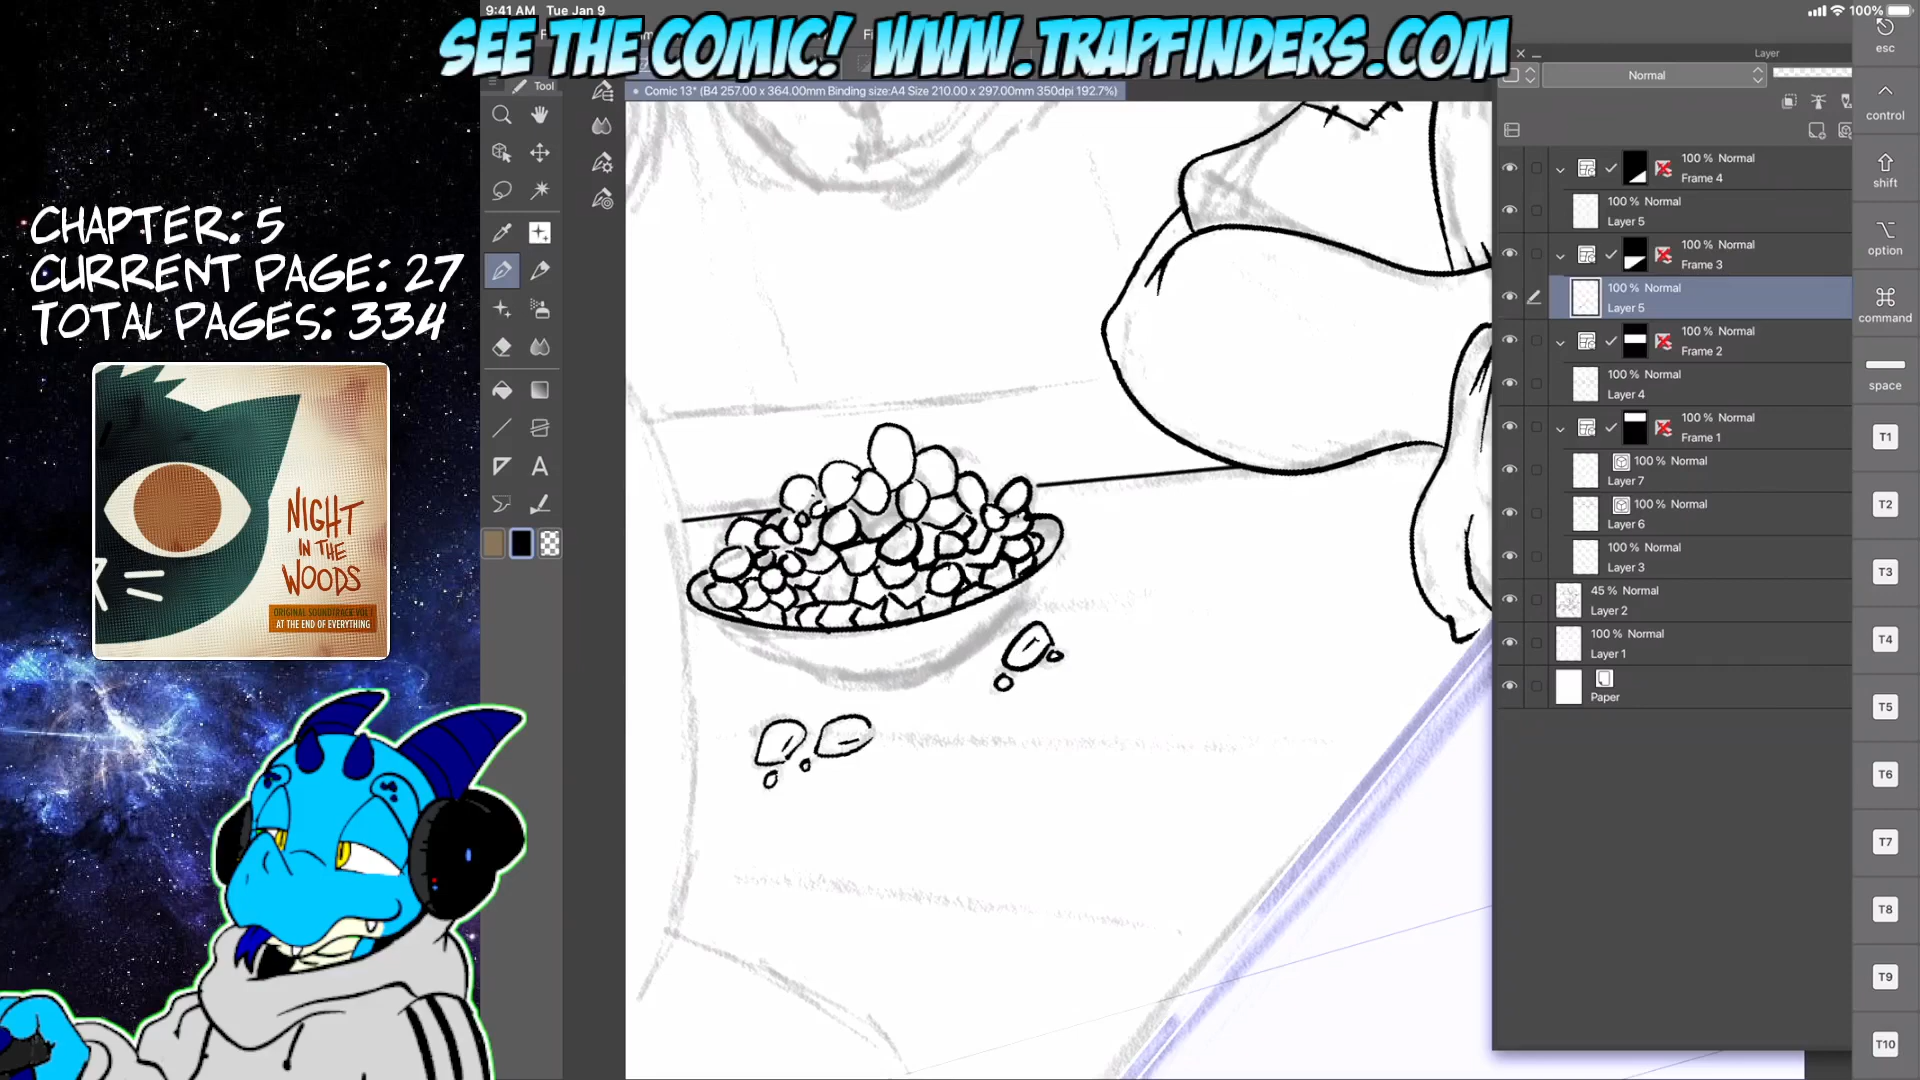 9:41 AM Tue Jan 9
100%
SEE THE COMIC! WWW.TRAPFINDERS.COM
CHAPTER: 5
CURRENT PAGE: 27
TOTAL PAGES: 334
NIGHT
IN THE
WOODS
ORIGINAL SOUNDTRACK VOL 1
AT THE END OF EVERYTHING
Tool
Comic 13* (B4 257.00 x 364.00mm Binding size:A4 Size 210.00 x 297.00mm 350dpi 192.7%)
A
Layer
Normal
100 % Normal
Frame 4
100 % Normal
Layer 5
100 % Normal
Frame 3
100 % Normal
Layer 5
100 % Normal
Frame 2
100 % Normal
Layer 4
100 % Normal
Frame 1
100 % Normal
Layer 7
100 % Normal
Layer 6
100 % Normal
Layer 3
45 % Normal
Layer 2
100 % Normal
Layer 1
Paper
esc
control
shift
option
command
space
T1
T2
T3
T4
T5
T6
T7
T8
T9
T10